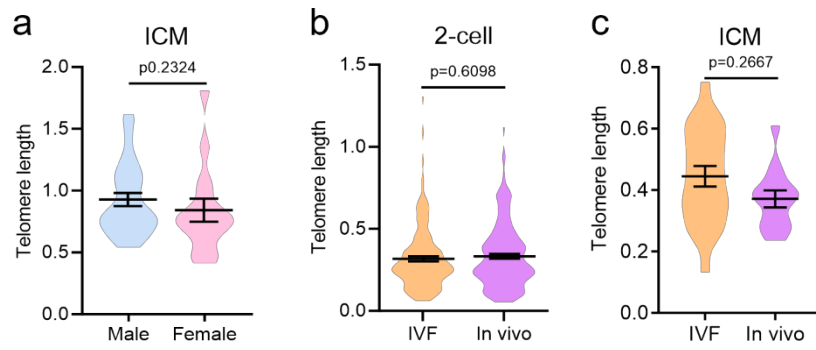 a
ICM
p0.2324
Telomere length
2.0
1.5
1.0
0.5
0.0
Male
Female
b
2-cell
p=0.6098
Telomere length
1.5
1.0
0.5
0.0
IVF
In vivo
c
ICM
p=0.2667
Telomere length
0.8
0.6
0.4
0.2
0.0
IVF
In vivo